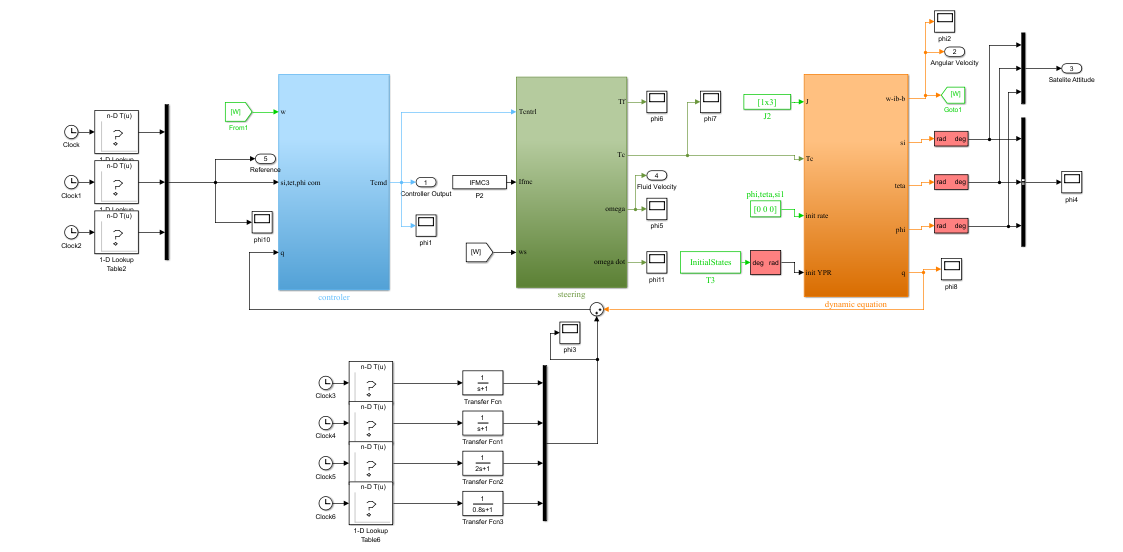 phi2
2
Angular Velocity
3
Satelite Attitude
n-D T(u)
?
Clock
1-D Lookup
n-D T(u)
?
Clock1
1-D Lookup
n-D T(u)
?
Clock2
1-D Lookup
Table2
[W]
From1
5
Reference
phi10
w
si,tet,phi com
q
Tcmd
controler
1
Controller Output
phi1
IFMC3
P2
[W]
Tcntrl
Ifmc
ws
Tf
Tc
omega
omega dot
steering
phi6
phi7
4
Fluid Velocity
phi5
phi11
[1x3]
J2
phi,teta,si1
[0 0 0]
InitialStates
T3
deg rad
J
Tc
init rate
init YPR
w-ib-b
si
teta
phi
q
dynamic equation
[W]
Goto1
rad deg
rad deg
rad deg
phi4
phi8
phi3
n-D T(u)
?
Clock3
1
s+1
Transfer Fcn
n-D T(u)
?
Clock4
1
s+1
Transfer Fcn1
n-D T(u)
?
Clock5
1
2s+1
Transfer Fcn2
n-D T(u)
?
Clock6
1
0.8s+1
Transfer Fcn3
1-D Lookup
Table6